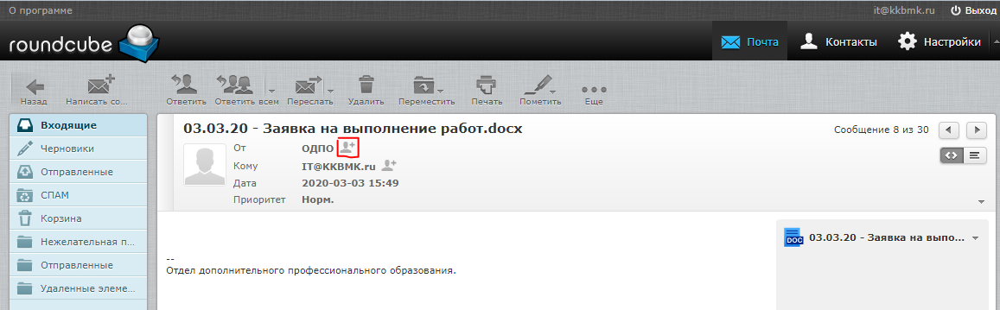 О программе
it@kkbmk.ru
Выход
roundcube
Почта
Контакты
Настройки
Назад
Написать со...
Ответить
Ответить всем
Переслать
Удалить
Переместить
Печать
Пометить
Еще
Входящие
Черновики
Отправленные
СПАМ
Корзина
Нежелательная п...
Отправленные
Удаленные элеме...
03.03.20 - Заявка на выполнение работ.docx
Сообщение 8 из 30
От ОДПО
Кому IT@KKBMK.ru
Дата 2020-03-03 15:49
Приоритет Норм.
DOC 03.03.20 - Заявка на выпо...
--
Отдел дополнительного профессионального образования.